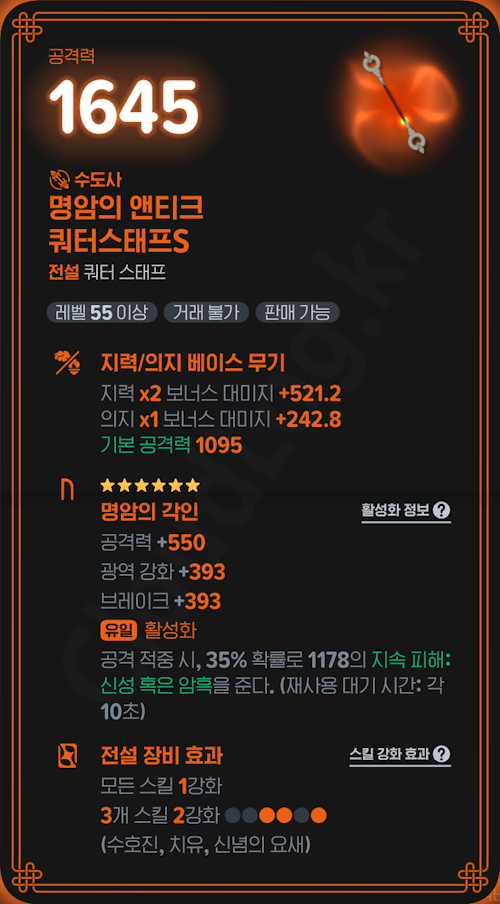 공격력
1645
수도사
명암의 앤티크
쿼터스태프S
전설 쿼터 스태프
레벨 55 이상 거래 불가 판매 가능
지력/의지 베이스 무기
지력 x2 보너스 대미지 +521.2
의지 x1 보너스 대미지 +242.8
기본 공격력 1095
명암의 각인
활성화 정보 ?
공격력 +550
광역 강화 +393
브레이크 +393
유일 활성화
공격 적중 시, 35% 확률로 1178의 지속 피해:
신성 혹은 암흑을 준다. (재사용 대기 시간: 각
10초)
전설 장비 효과
스킬 강화 효과 ?
모든 스킬 1강화
3개 스킬 2강화
(수호진, 치유, 신념의 요새)